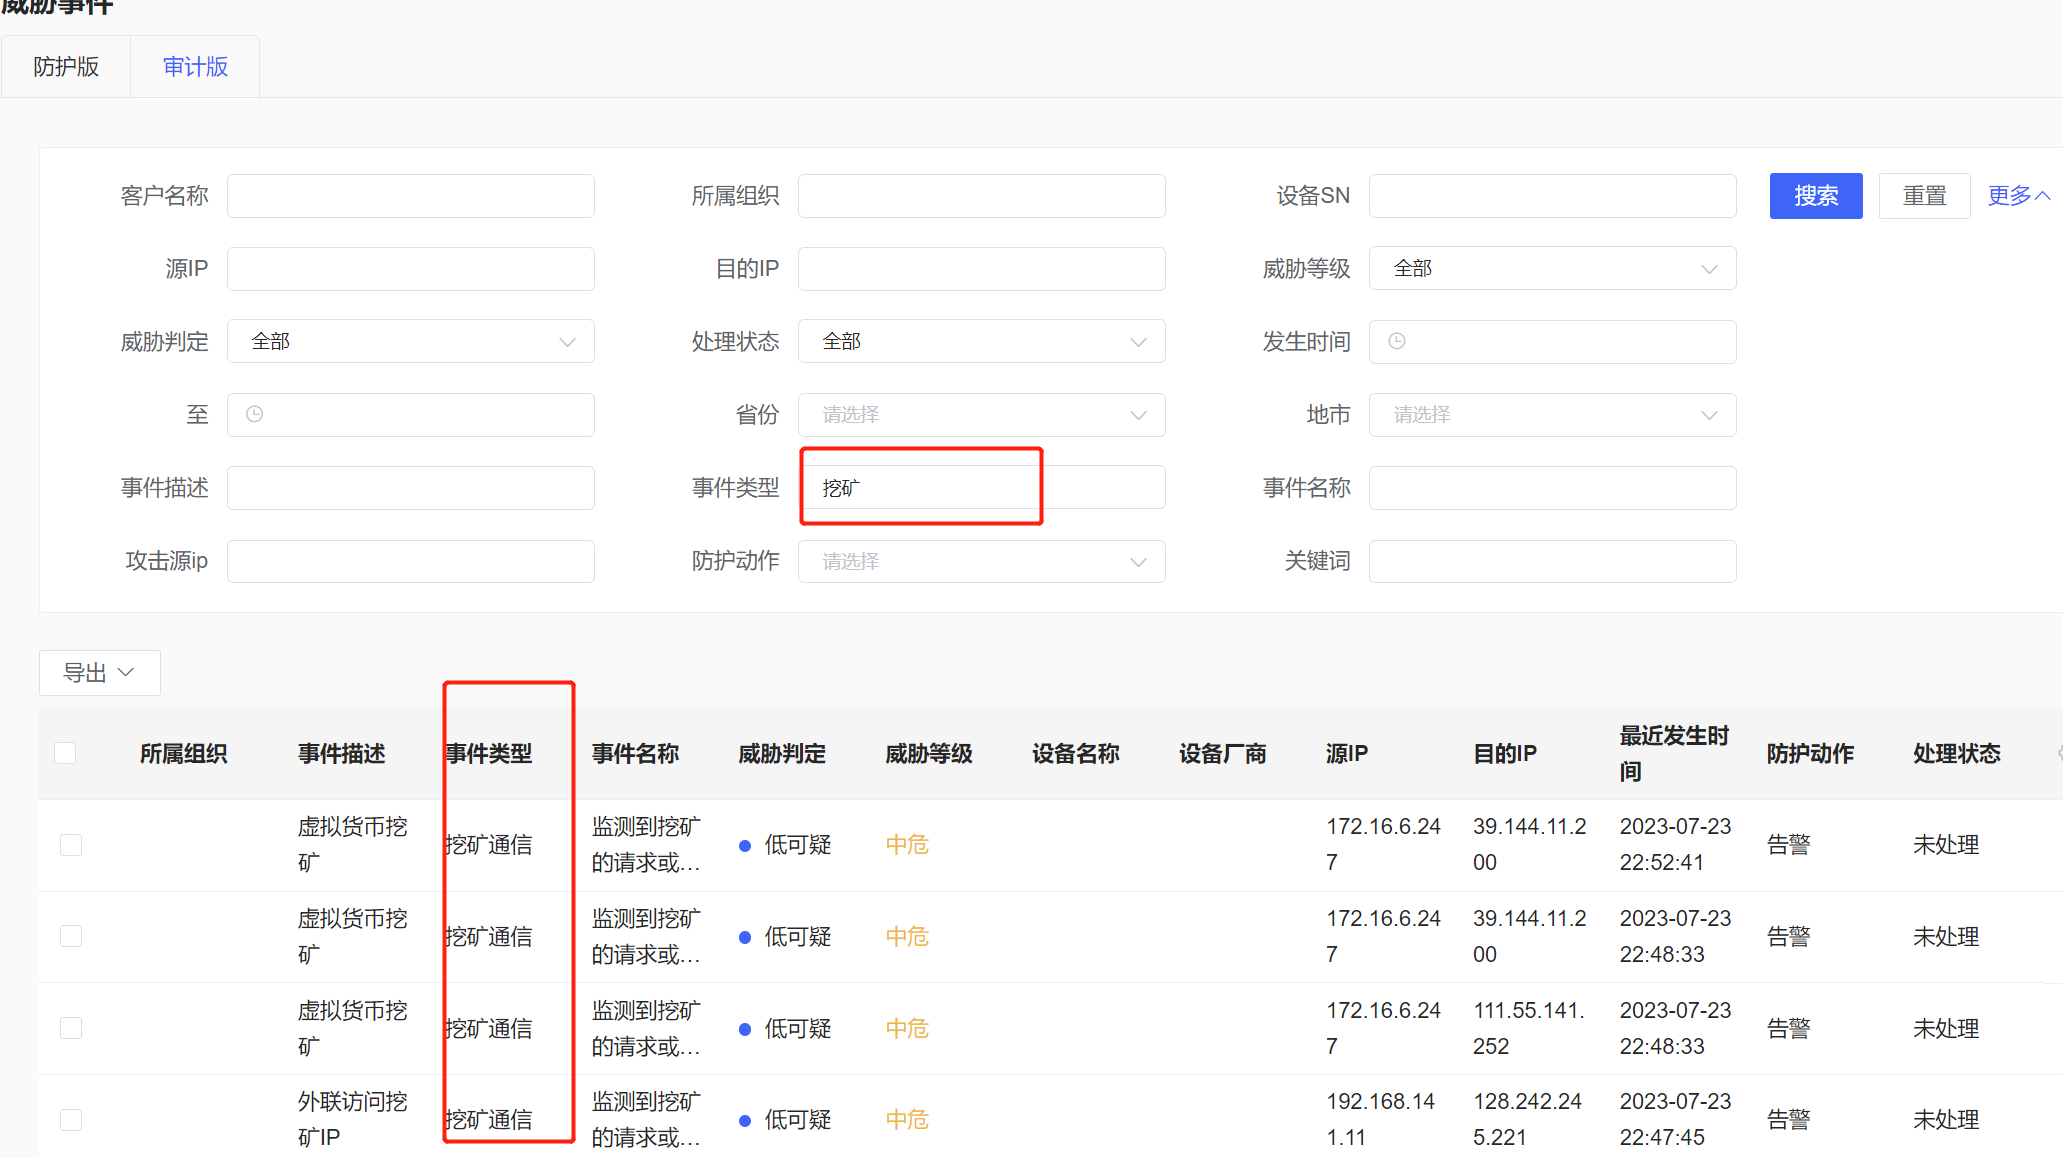 威胁事件
防护版
审计版
客户名称
所属组织
设备SN
搜索
重置
更多
源IP
目的IP
威胁等级
全部
威胁判定
全部
处理状态
全部
发生时间
至
省份
请选择
地市
请选择
事件描述
事件类型
挖矿
事件名称
攻击源ip
防护动作
请选择
关键词
导出
所属组织
事件描述
事件类型
事件名称
威胁判定
威胁等级
设备名称
设备厂商
源IP
目的IP
最近发生时
间
防护动作
处理状态
虚拟货币挖
矿
挖矿通信
监测到挖矿
的请求或...
低可疑
中危
172.16.6.24
7
39.144.11.2
00
2023-07-23
22:52:41
告警
未处理
虚拟货币挖
矿
挖矿通信
监测到挖矿
的请求或...
低可疑
中危
172.16.6.24
7
39.144.11.2
00
2023-07-23
22:48:33
告警
未处理
虚拟货币挖
矿
挖矿通信
监测到挖矿
的请求或...
低可疑
中危
172.16.6.24
7
111.55.141.
252
2023-07-23
22:48:33
告警
未处理
外联访问挖
矿IP
挖矿通信
监测到挖矿
的请求或...
低可疑
中危
192.168.14
1.11
128.242.24
5.221
2023-07-23
22:47:45
告警
未处理